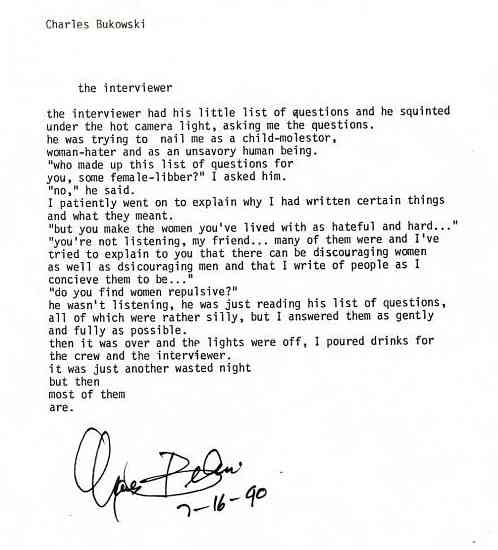 Charles Bukowski
the interviewer
the interviewer had his little list of questions and he squinted
under the hot camera light, asking me the questions.
he was trying to  nail me as a child-molestor,
woman-hater and as an unsavory human being.
"who made up this list of questions for
you, some female-libber?" I asked him.
"no," he said.
I patiently went on to explain why I had written certain things
and what they meant.
"but you make the women you've lived with as hateful and hard..."
"you're not listening, my friend... many of them were and I've
tried to explain to you that there can be discouraging women
as well as dsicouraging men and that I write of people as I
concieve them to be..."
"do you find women repulsive?"
he wasn't listening, he was just reading his list of questions,
all of which were rather silly, but I answered them as gently
and fully as possible.
then it was over and the lights were off, I poured drinks for
the crew and the interviewer.
it was just another wasted night
but then
most of them
are.
7-16-90